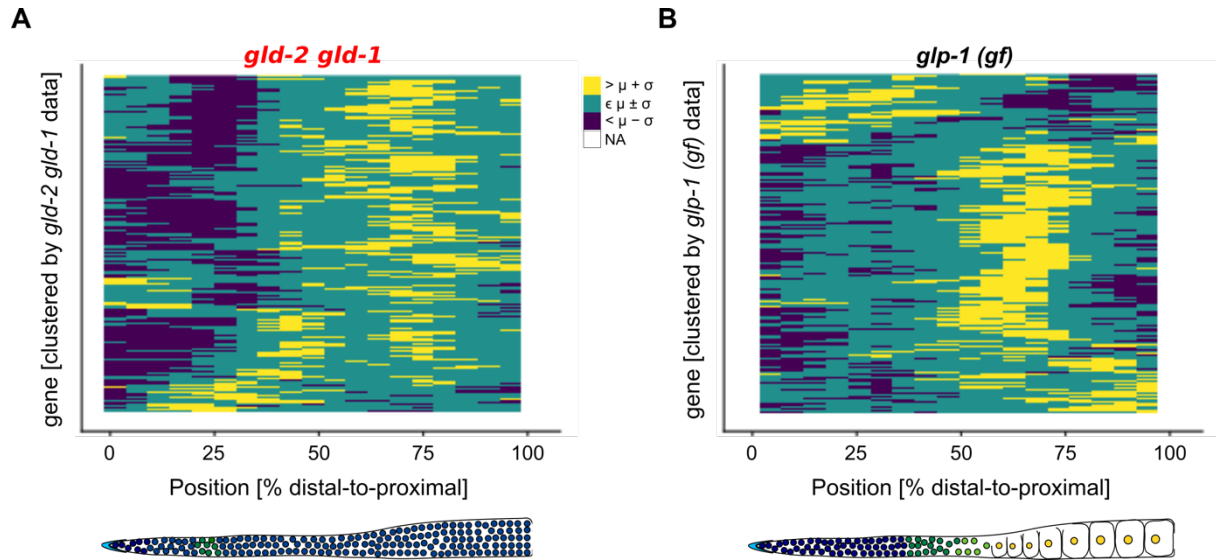 A
gld-2 gld-1
gene [clustered by gld-2 gld-1 data]
> μ + σ
ϵ μ ± σ
< μ − σ
NA
0 25 50 75 100
Position [% distal-to-proximal]
B
glp-1 (gf)
gene [clustered by glp-1 (gf) data]
0 25 50 75 100
Position [% distal-to-proximal]